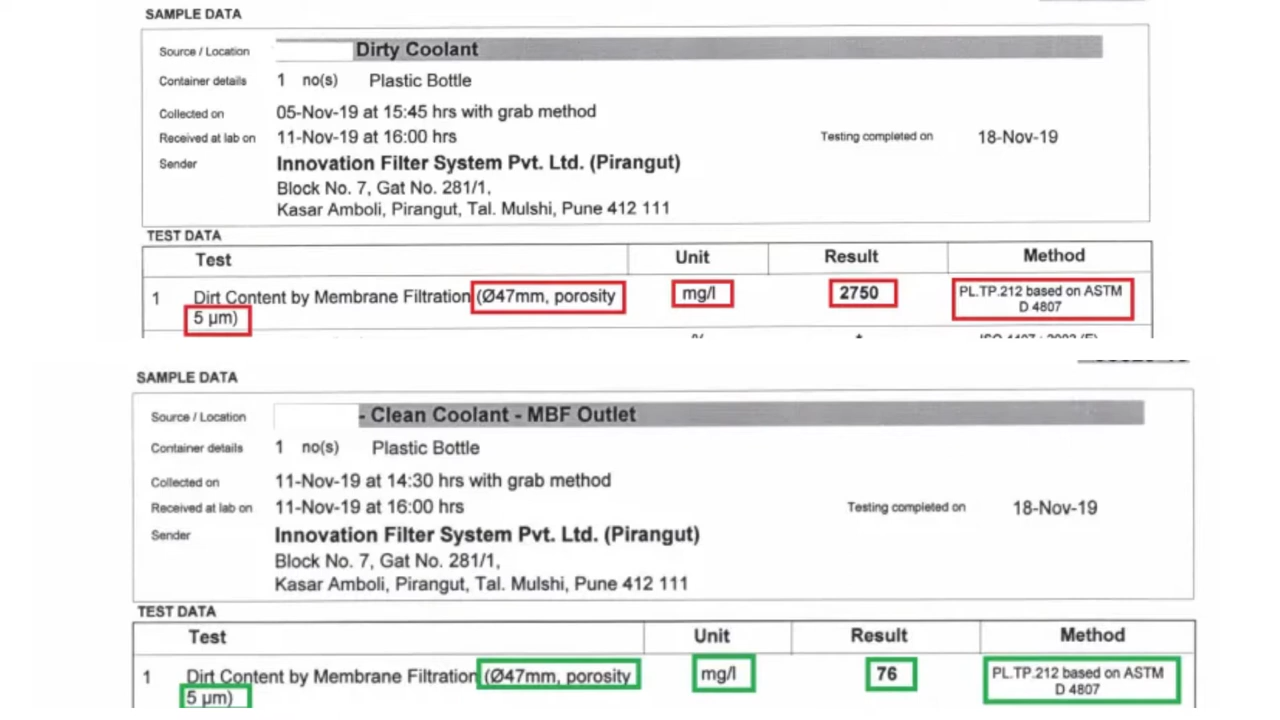 SAMPLE DATA
Source / Location Dirty Coolant
Container details 1 no(s) Plastic Bottle
Collected on 05-Nov-19 at 15:45 hrs with grab method
Received at lab on 11-Nov-19 at 16:00 hrs Testing completed on 18-Nov-19
Sender Innovation Filter System Pvt. Ltd. (Pirangut)
Block No. 7, Gat No. 281/1,
Kasar Amboli, Pirangut, Tal. Mulshi, Pune 412 111
TEST DATA
Test Unit Result Method
1 Dirt Content by Membrane Filtration (Ø47mm, porosity mg/l 2750 PL.TP.212 based on ASTM
5 µm) D 4807
SAMPLE DATA
Source / Location - Clean Coolant - MBF Outlet
Container details 1 no(s) Plastic Bottle
Collected on 11-Nov-19 at 14:30 hrs with grab method
Received at lab on 11-Nov-19 at 16:00 hrs Testing completed on 18-Nov-19
Sender Innovation Filter System Pvt. Ltd. (Pirangut)
Block No. 7, Gat No. 281/1,
Kasar Amboli, Pirangut, Tal. Mulshi, Pune 412 111
TEST DATA
Test Unit Result Method
1 Dirt Content by Membrane Filtration (Ø47mm, porosity mg/l 76 PL.TP.212 based on ASTM
5 µm) D 4807